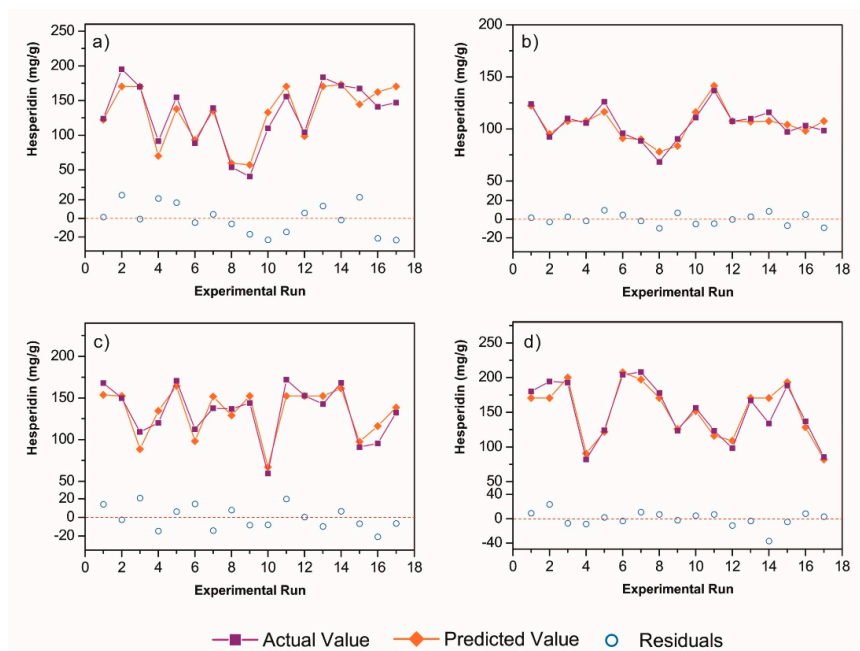 a)
250
200
150
100
50
20
0
-20
Hesperidin (mg/g)
0 2 4 6 8 10 12 14 16 18
Experimental Run
b)
200
150
100
50
20
0
-20
Hesperidin (mg/g)
0 2 4 6 8 10 12 14 16 18
Experimental Run
c)
200
150
100
50
20
0
-20
Hesperidin (mg/g)
0 2 4 6 8 10 12 14 16 18
Experimental Run
d)
250
200
150
100
50
40
0
-40
Hesperidin (mg/g)
0 2 4 6 8 10 12 14 16 18
Experimental Run
Actual Value Predicted Value Residuals